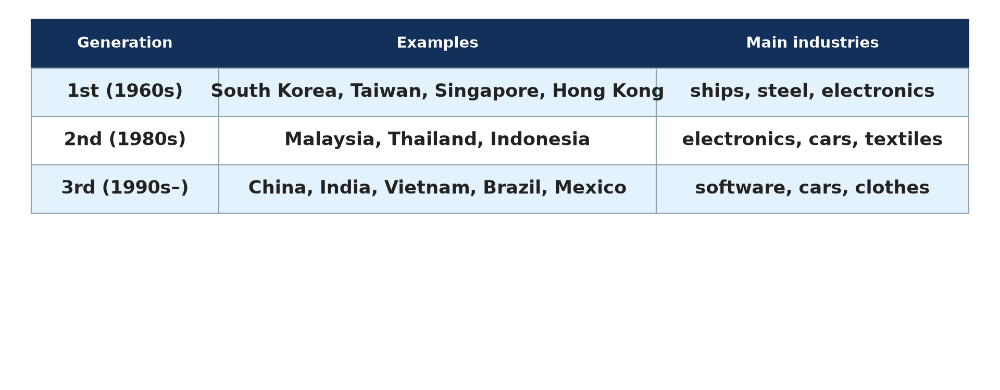 Generation Examples Main industries
1st (1960s) South Korea, Taiwan, Singapore, Hong Kong ships, steel, electronics
2nd (1980s) Malaysia, Thailand, Indonesia electronics, cars, textiles
3rd (1990s–) China, India, Vietnam, Brazil, Mexico software, cars, clothes